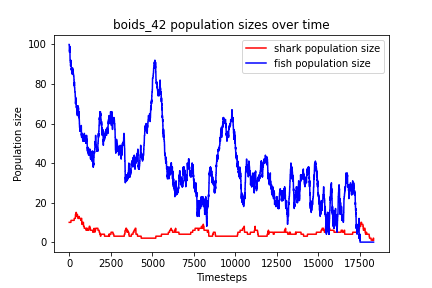 boids_42 population sizes over time
shark population size
fish population size
Population size
100
80
60
40
20
0
0
2500
5000
7500
10000
12500
15000
17500
Timesteps